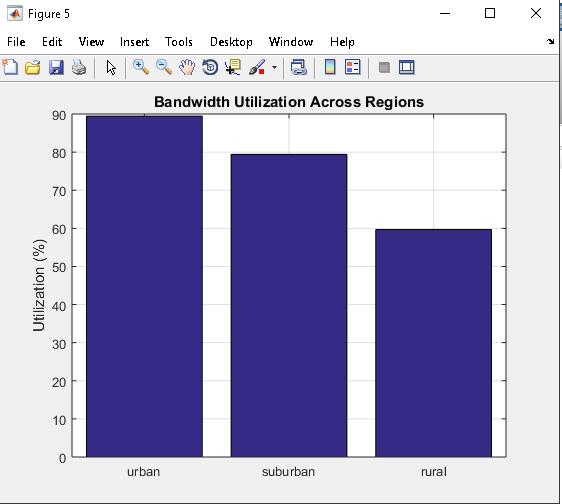 Figure 5
File Edit View Insert Tools Desktop Window Help
Bandwidth Utilization Across Regions
Utilization (%)
90
80
70
60
50
40
30
20
10
0
urban suburban rural